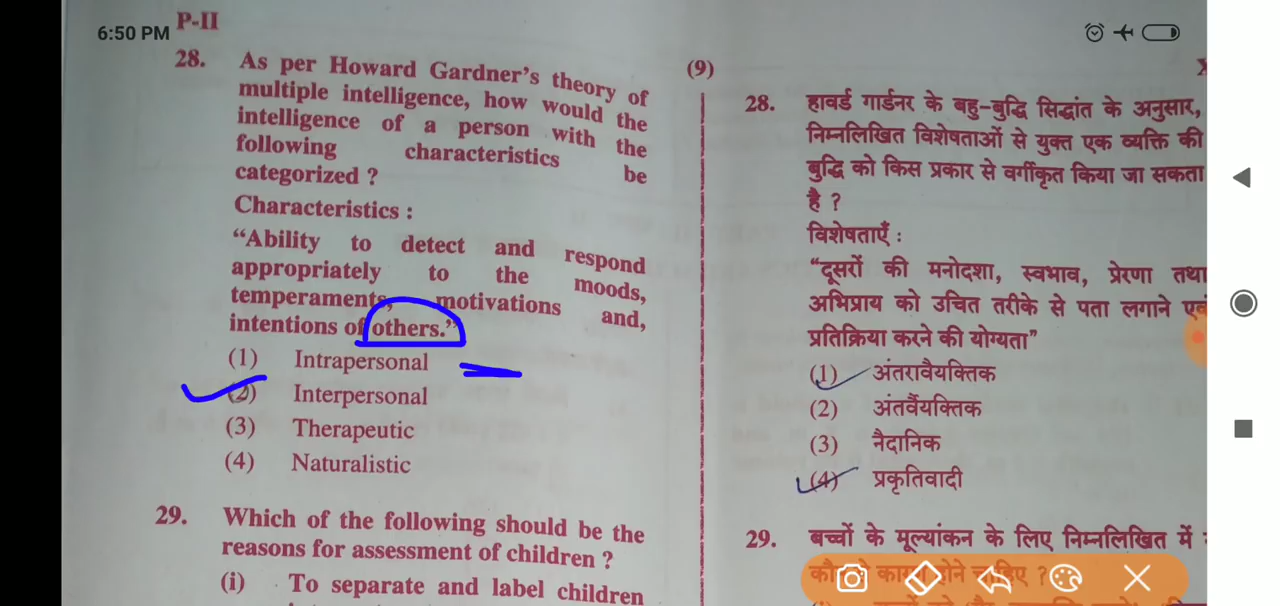 6:50 PM
P-II
28. As per Howard Gardner's theory of
multiple intelligence, how would the
intelligence of a person with the
following characteristics be
categorized ?
Characteristics :
“Ability to detect and respond
appropriately to the moods,
temperaments, motivations and,
intentions of others.”
(1) Intrapersonal
(2) Interpersonal
(3) Therapeutic
(4) Naturalistic
29. Which of the following should be the
reasons for assessment of children ?
(i) To separate and label children
(9)
28. हावर्ड गार्डनर के बहु-बुद्धि सिद्धांत के अनुसार,
निम्नलिखित विशेषताओं से युक्त एक व्यक्ति की
बुद्धि को किस प्रकार से वर्गीकृत किया जा सकता
है ?
विशेषताएँ :
“दूसरों की मनोदशा, स्वभाव, प्रेरणा तथा
अभिप्राय को उचित तरीके से पता लगाने एवं
प्रतिक्रिया करने की योग्यता”
(1) अंतरावैयक्तिक
(2) अंतर्वैयक्तिक
(3) नैदानिक
(4) प्रकृतिवादी
29. बच्चों के मूल्यांकन के लिए निम्नलिखित में
होने चाहिए ?